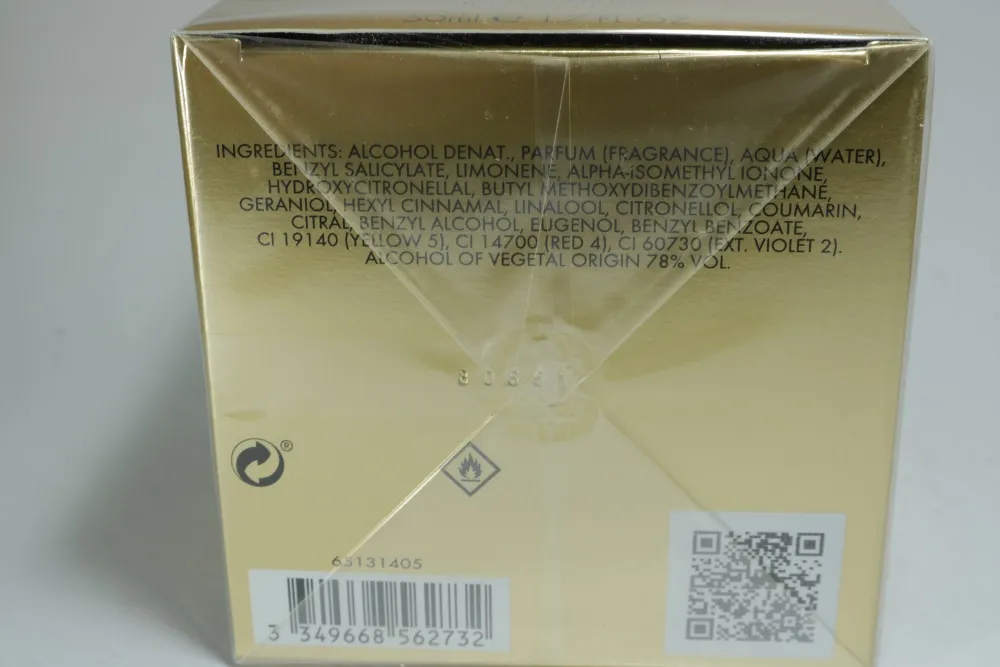 INGREDIENTS: ALCOHOL DENAT., PARFUM (FRAGRANCE), AQUA (WATER),
BENZYL SALICYLATE, LIMONENE, ALPHA-iSOMETHYL IONONE,
HYDROXYCITRONELLAL, BUTYL METHOXYDIBENZOYLMETHANE,
GERANIOL, HEXYL CINNAMAL, LINALOOL, CITRONELLOL, COUMARIN,
CITRAL, BENZYL ALCOHOL, EUGENOL, BENZYL BENZOATE,
CI 19140 (YELLOW 5), CI 14700 (RED 4), CI 60730 (EXT. VIOLET 2).
ALCOHOL OF VEGETAL ORIGIN 78% VOL.
®
65131405
3 349668 562732